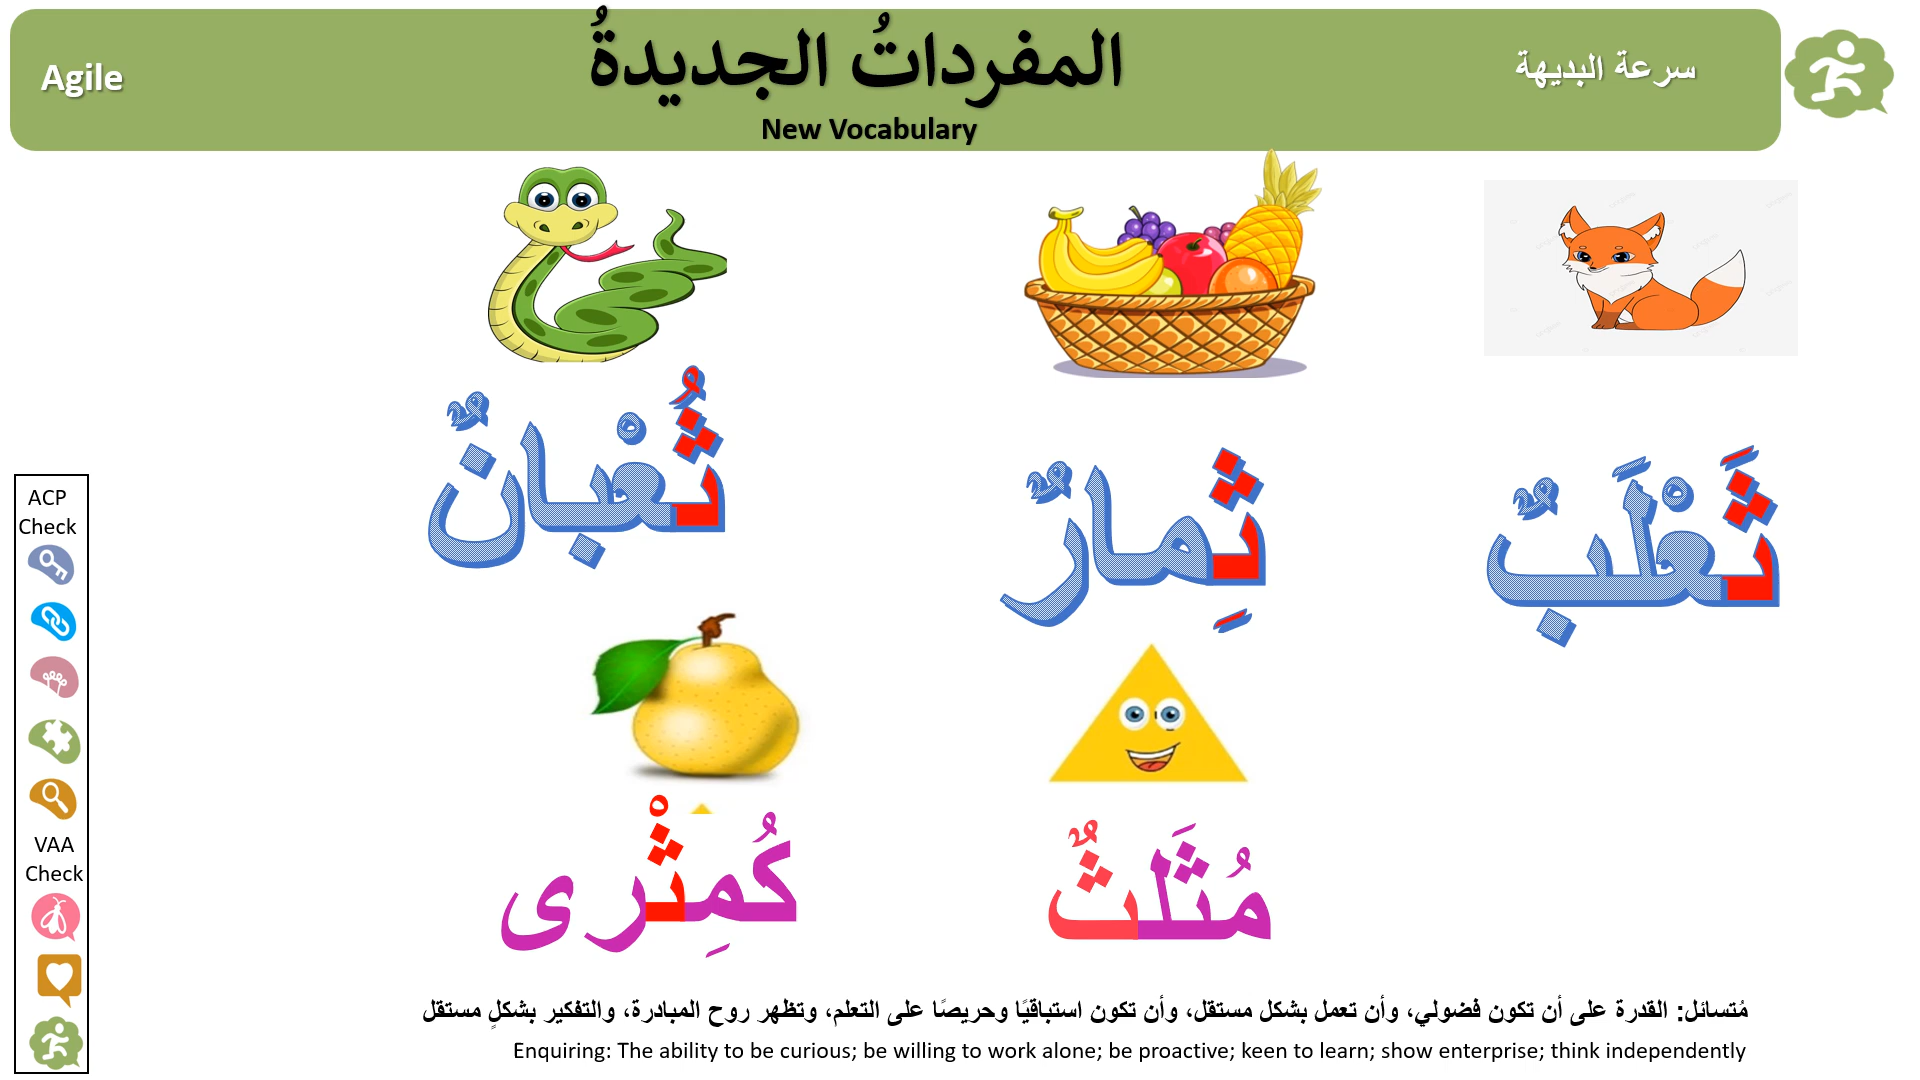 سرعة البديهة
المفرداتُ الجديدةُ
Agile
New Vocabulary
ثَعْلَبٌ
ثِمارٌ
ثُعْبانٌ
مُثَلثٌ
كُمِثْرى
ACP
Check
VAA
Check
مُتسائل: القدرة على أن تكون فضولي، وأن تعمل بشكل مستقل، وأن تكون استباقيًا وحريصًا على التعلم، وتظهر روح المبادرة، والتفكير بشكلٍ مستقل
Enquiring: The ability to be curious; be willing to work alone; be proactive; keen to learn; show enterprise; think independently